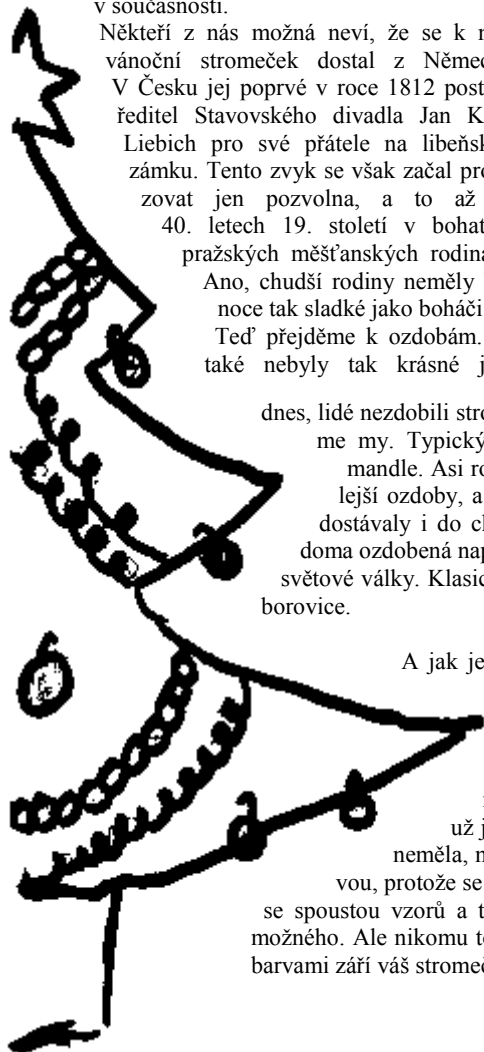 v současnosti.
Někteří z nás možná neví, že se k n
vánoční stromeček dostal z Němec
V Česku jej poprvé v roce 1812 post
ředitel Stavovského divadla Jan K
Liebich pro své přátele na libeňsk
zámku. Tento zvyk se však začal pro
zovat jen pozvolna, a to až
40. letech 19. století v bohat
pražských měšťanských rodina
Ano, chudší rodiny neměly
noce tak sladké jako boháči
Teď přejděme k ozdobám.
také nebyly tak krásné j
dnes, lidé nezdobili stro
me my. Typický
mandle. Asi ro
lejší ozdoby, a
dostávaly i do cl
doma ozdobená nap
světové války. Klasic
borovice.
A jak je
už j
neměla, n
vou, protože se
se spoustou vzorů a t
možného. Ale nikomu to
barvami září váš stromeč